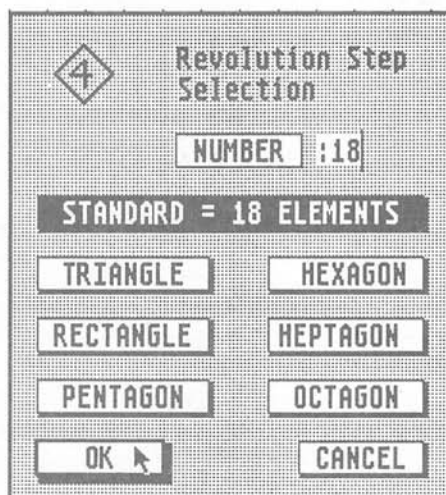 4
Revolution Step
Selection
NUMBER :18
STANDARD = 18 ELEMENTS
TRIANGLE HEXAGON
RECTANGLE HEPTAGON
PENTAGON OCTAGON
OK CANCEL